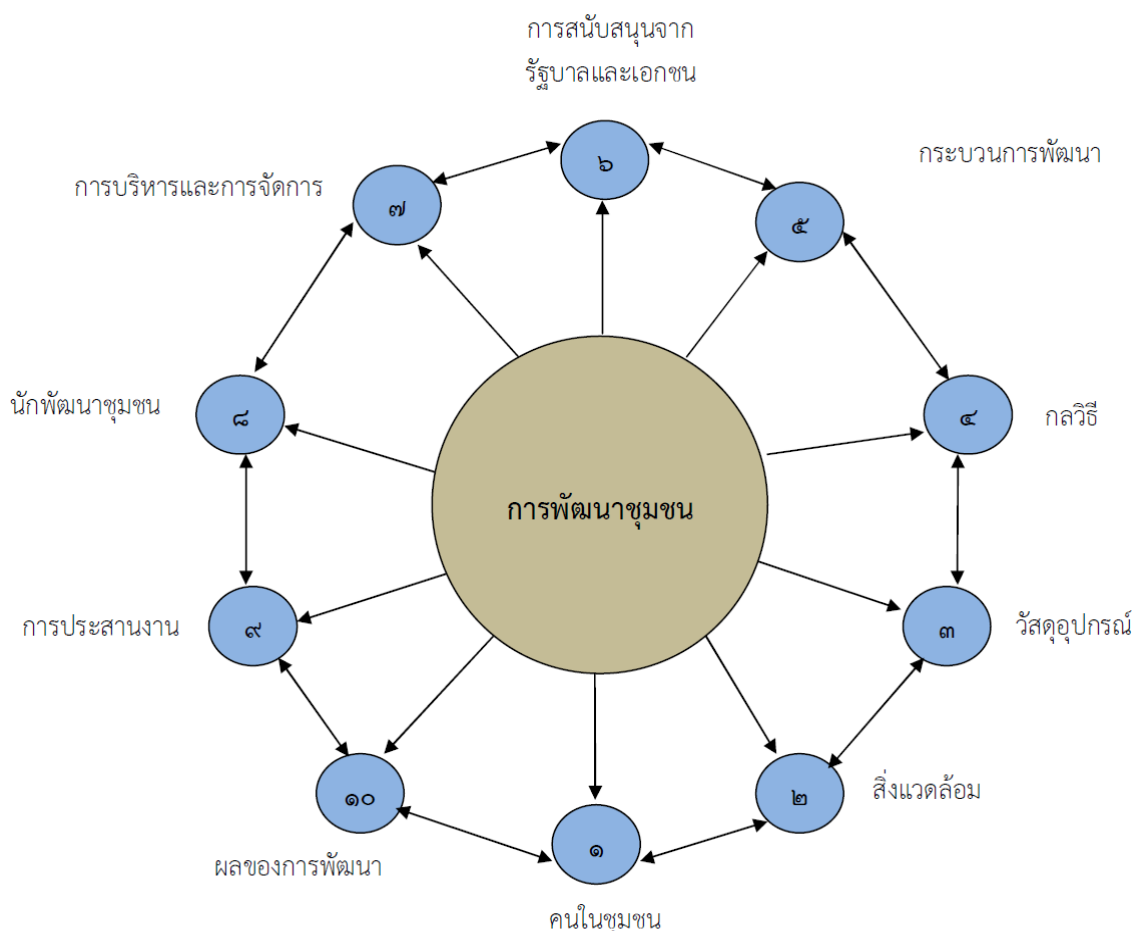 การสนับสนุนจาก
รัฐบาลและเอกชน
๖
กระบวนการพัฒนา
๕
การบริหารและการจัดการ
๗
นักพัฒนาชุมชน
๘
๔
กลวิธี
การพัฒนาชุมชน
การประสานงาน
๙
๓
วัสดุอุปกรณ์
๑๐
๒
สิ่งแวดล้อม
๑
ผลของการพัฒนา
คนในชุมชน